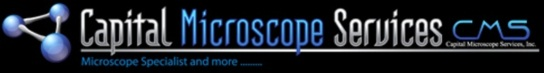 Capital Microscope Services CMS
Capital Microscope Services, Inc.
Microscope Specialist and more ..........